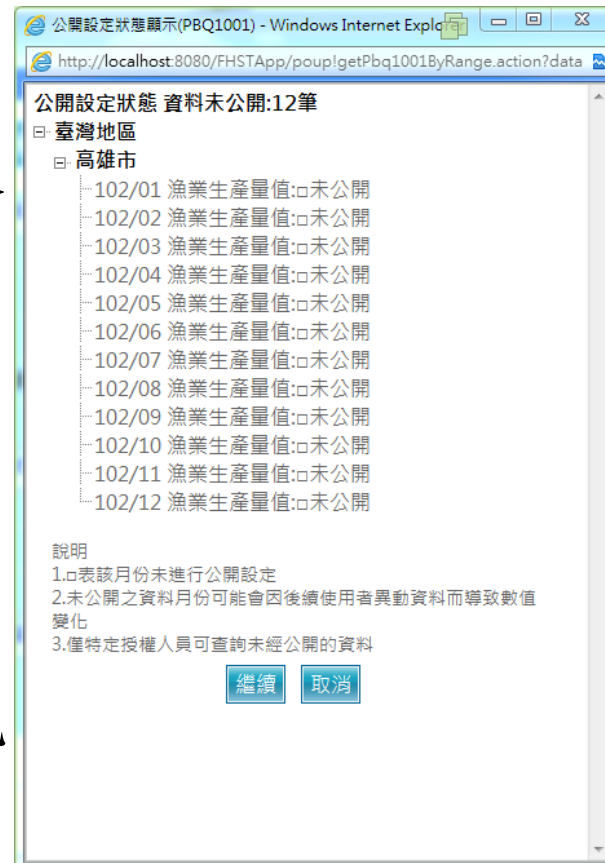 公開設定狀態顯示(PBQ1001) - Windows Internet Explorer
http://localhost:8080/FHSTApp/poup!getPbq1001ByRange.action?data
公開設定狀態 資料未公開:12筆
臺灣地區
高雄市
102/01 漁業生產量值:□未公開
102/02 漁業生產量值:□未公開
102/03 漁業生產量值:□未公開
102/04 漁業生產量值:□未公開
102/05 漁業生產量值:□未公開
102/06 漁業生產量值:□未公開
102/07 漁業生產量值:□未公開
102/08 漁業生產量值:□未公開
102/09 漁業生產量值:□未公開
102/10 漁業生產量值:□未公開
102/11 漁業生產量值:□未公開
102/12 漁業生產量值:□未公開
說明
1.□表該月份未進行公開設定
2.未公開之資料月份可能會因後續使用者異動資料而導致數值
變化
3.僅特定授權人員可查詢未經公開的資料
繼續 取消